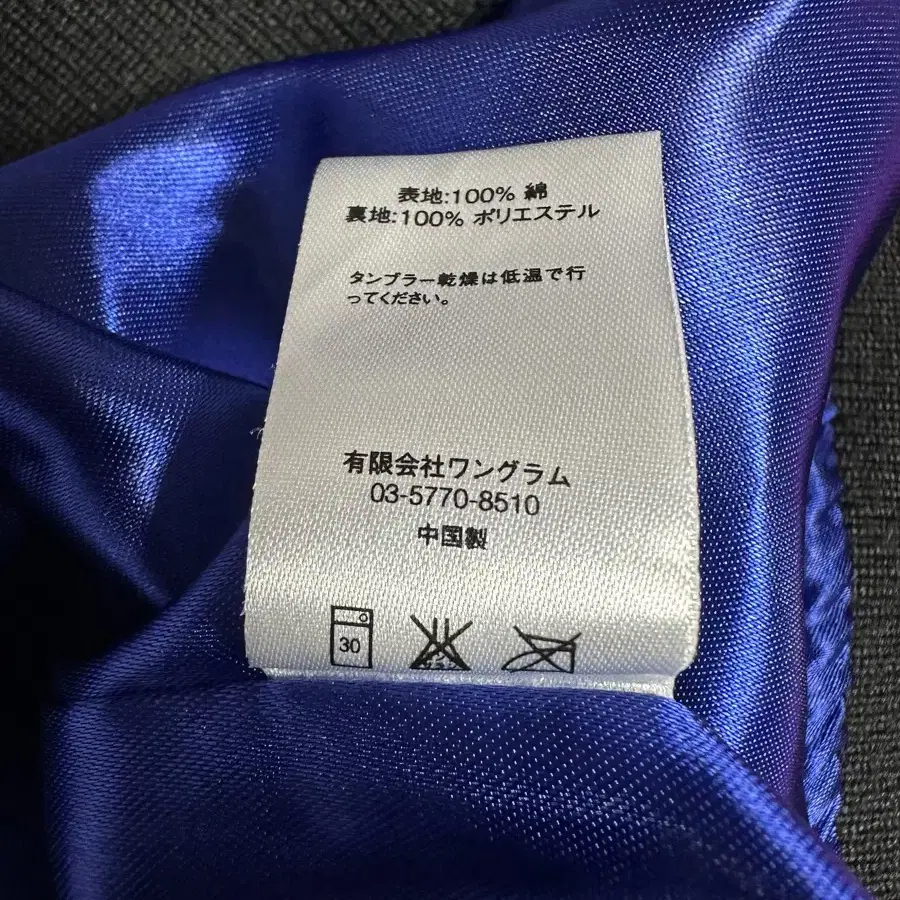 表地:100% 綿
裏地:100% ポリエステル
タンブラー乾燥は低温で行
ってください。
有限会社ワングラム
03-5770-8510
中国製
30